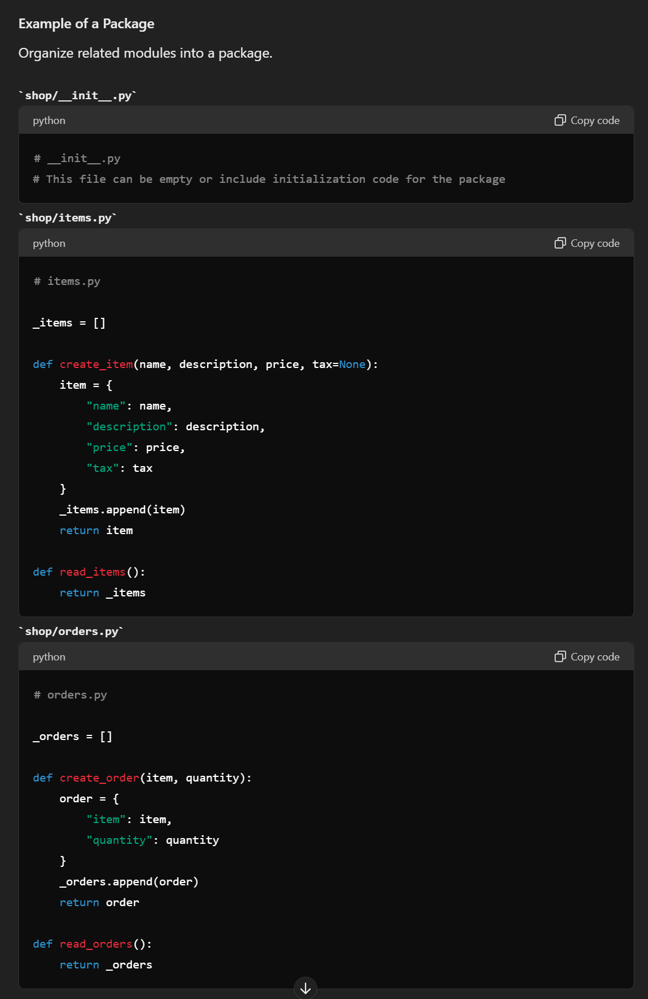 Example of a Package
Organize related modules into a package.
`shop/__init__.py`
python
Copy code
# __init__.py
# This file can be empty or include initialization code for the package
`shop/items.py`
python
Copy code
# items.py
_items = []
def create_item(name, description, price, tax=None):
    item = {
        "name": name,
        "description": description,
        "price": price,
        "tax": tax
    }
    _items.append(item)
    return item
def read_items():
    return _items
`shop/orders.py`
python
Copy code
# orders.py
_orders = []
def create_order(item, quantity):
    order = {
        "item": item,
        "quantity": quantity
    }
    _orders.append(order)
    return order
def read_orders():
    return _orders